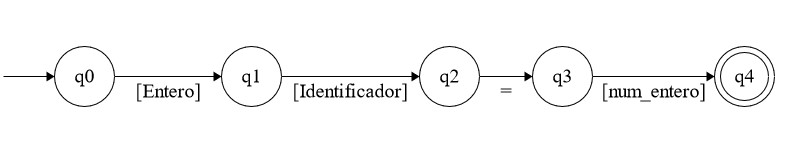 q0 q1 q2 q3 q4
[Entero] [Identificador] = [num_entero]